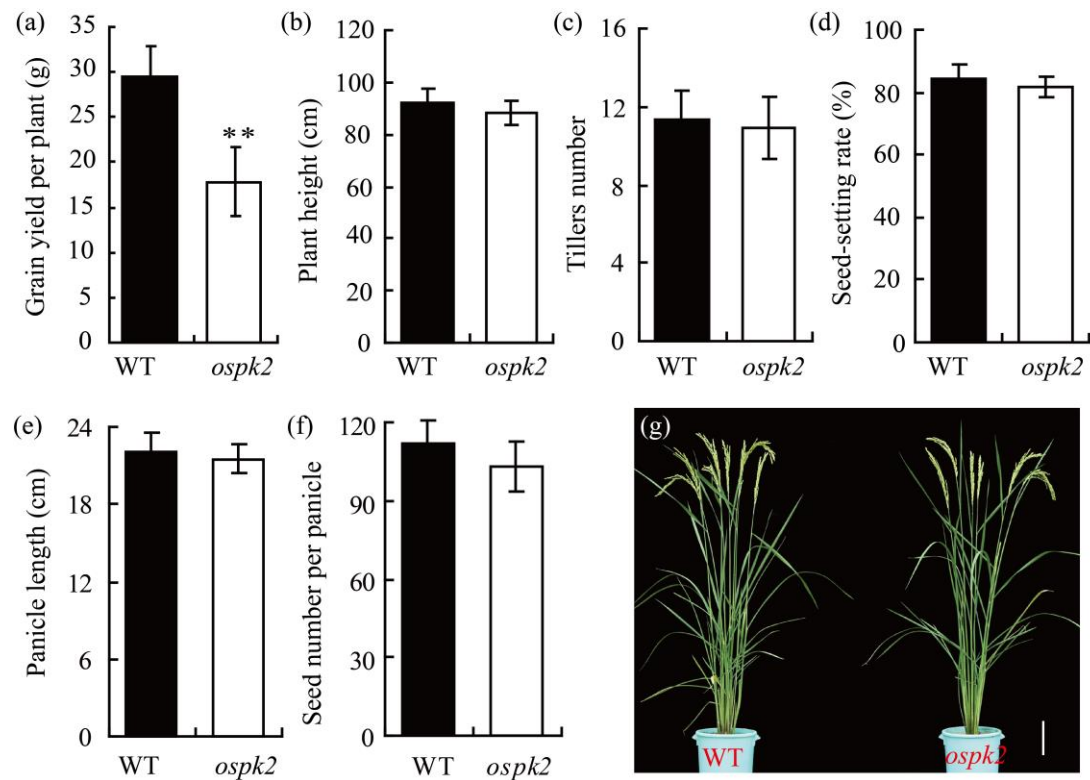 (a)
Grain yield per plant (g)
35
30
25
20
15
10
5
0
**
WT
ospk2
(b)
Plant height (cm)
120
100
80
60
40
20
0
WT
ospk2
(c)
Tillers number
16
12
8
4
0
WT
ospk2
(d)
Seed-setting rate (%)
100
80
60
40
20
0
WT
ospk2
(e)
Panicle length (cm)
24
18
12
6
0
WT
ospk2
(f)
Seed number per panicle
120
90
60
30
0
WT
ospk2
(g)
WT
ospk2